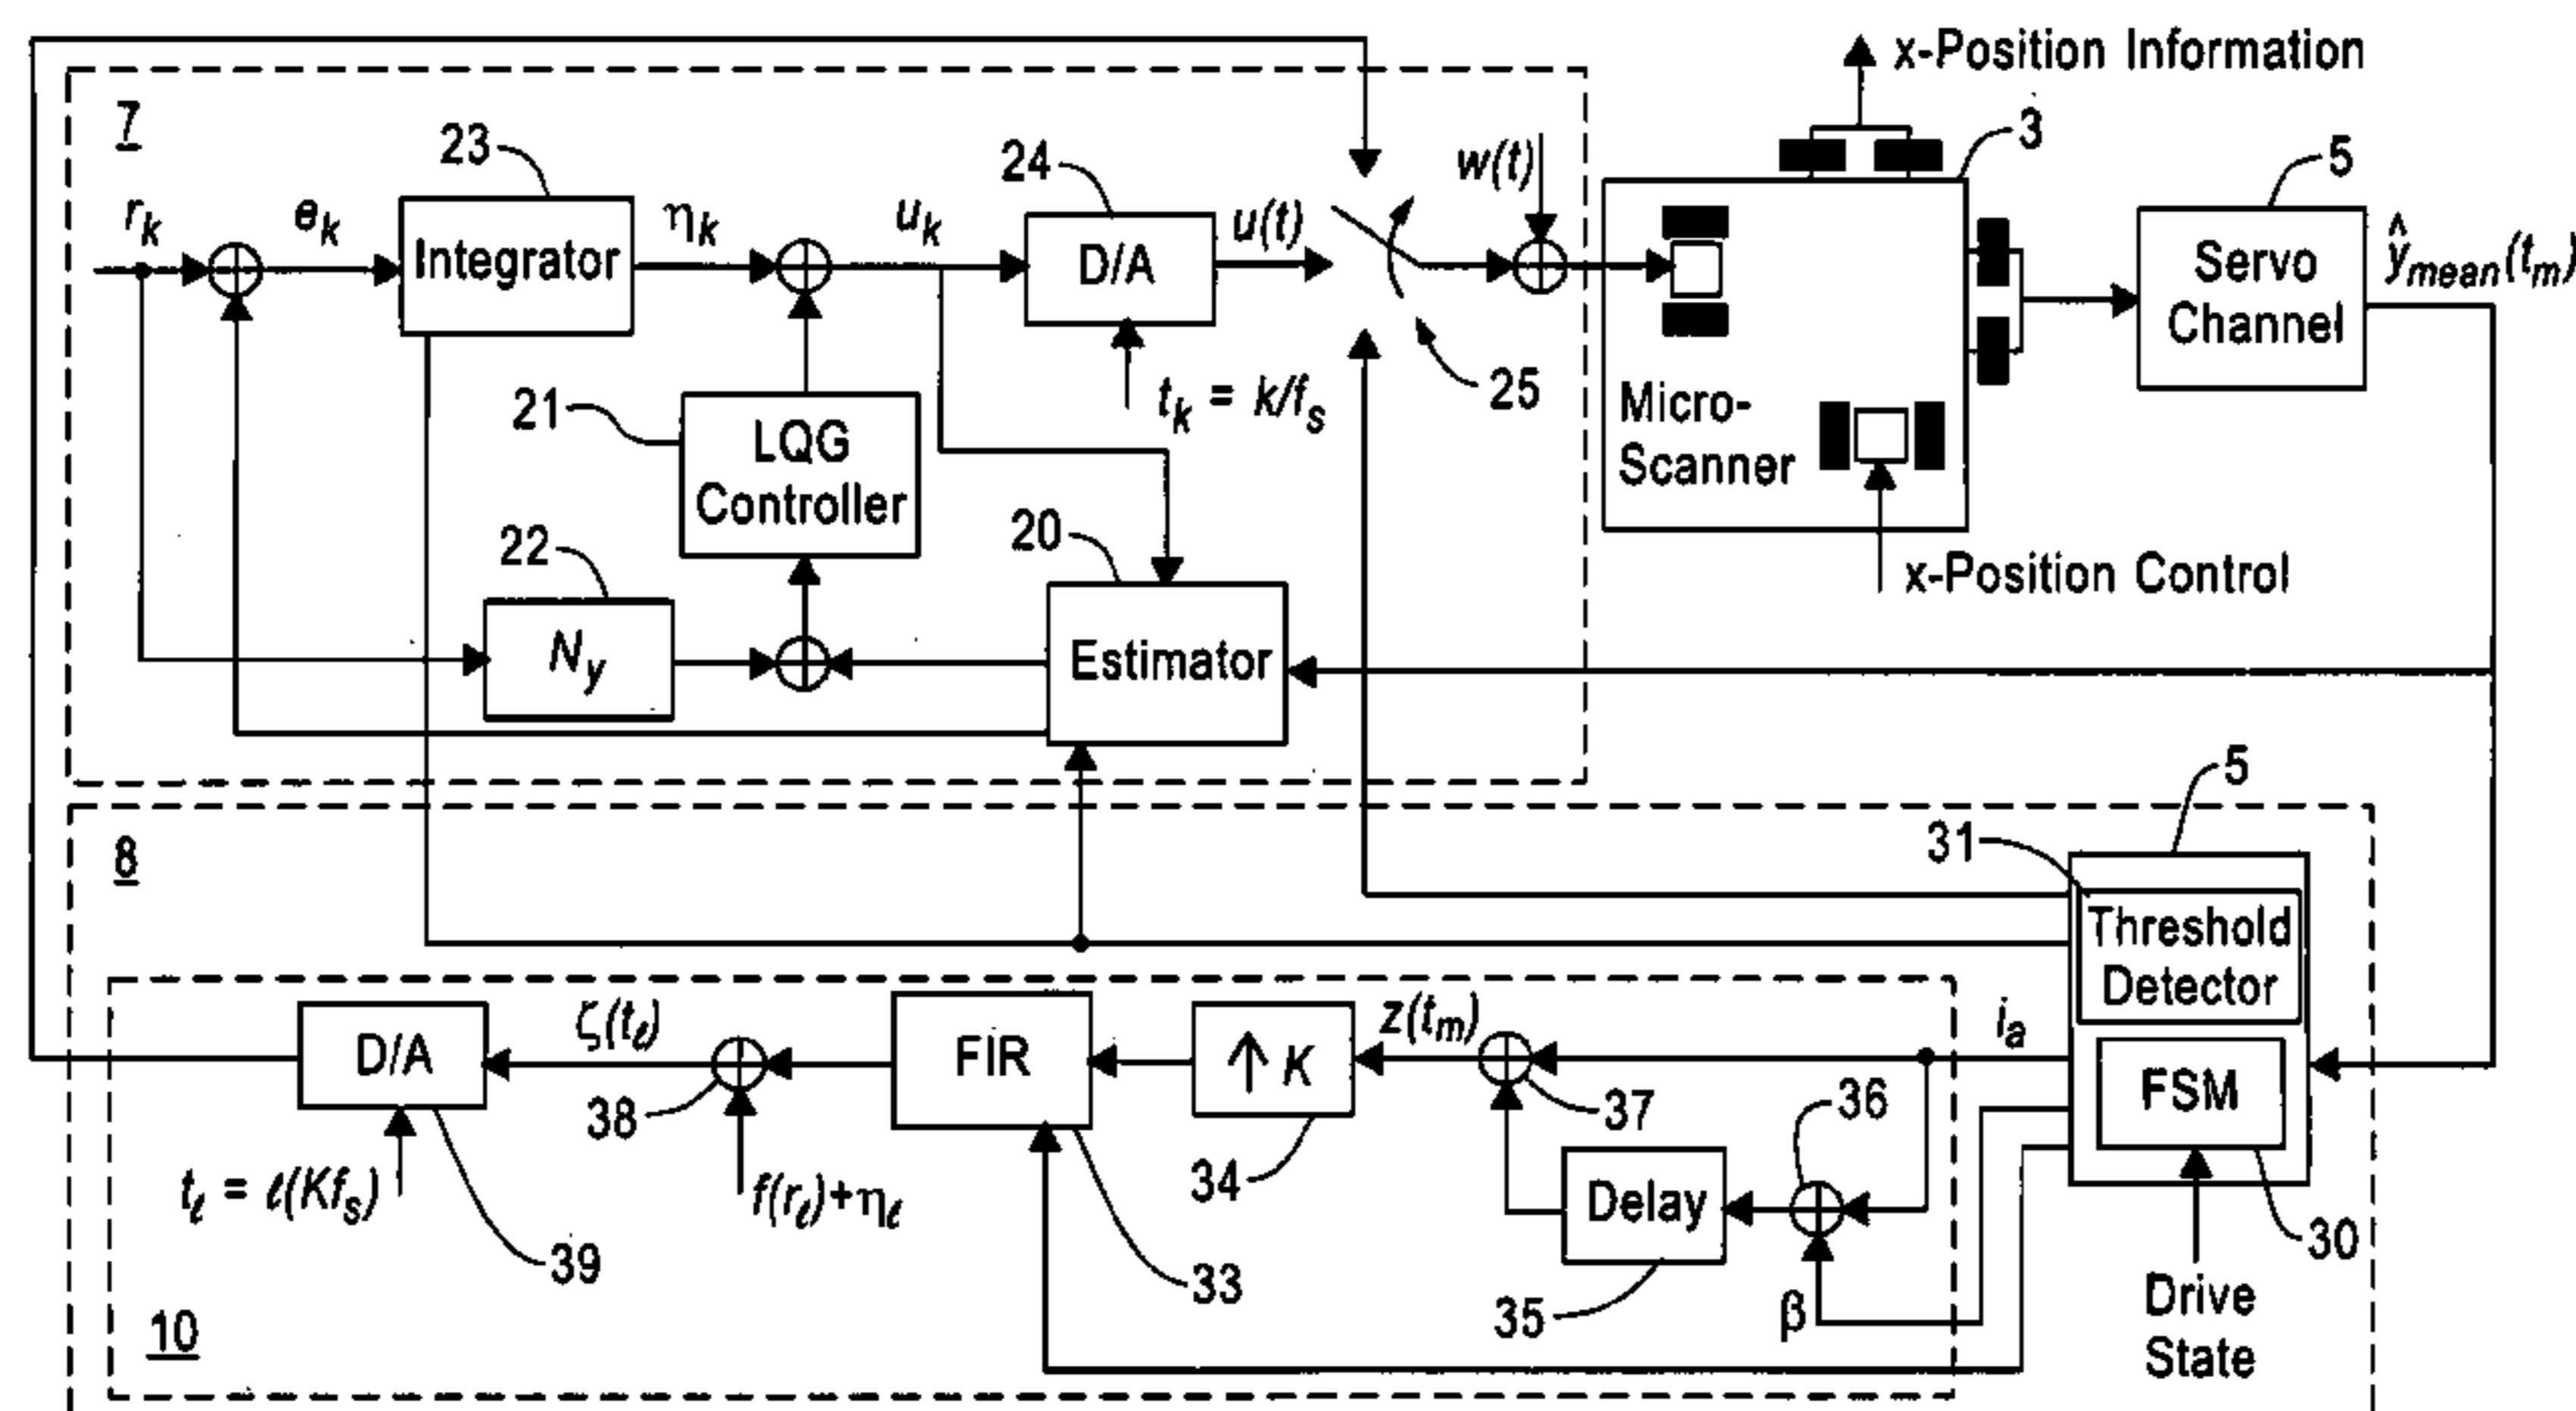 x-Position Information
7
23
24
3
5
w(t)
r_k
e_k
Integrator
η_k
u_k
D/A
u(t)
Servo
Channel
ŷ_mean(t_m)
t_k = k/f_s
25
21
LQG
Controller
Micro-
Scanner
22
20
x-Position Control
N_y
Estimator
5
8
31
Threshold
Detector
D/A
ζ(t_ℓ)
FIR
↑ K
z(t_m)
i_a
FSM
38
37
36
t_ℓ = ℓ(Kf_s)
f(r_ℓ)+η_ℓ
34
Delay
39
33
35
β
30
Drive
State
10